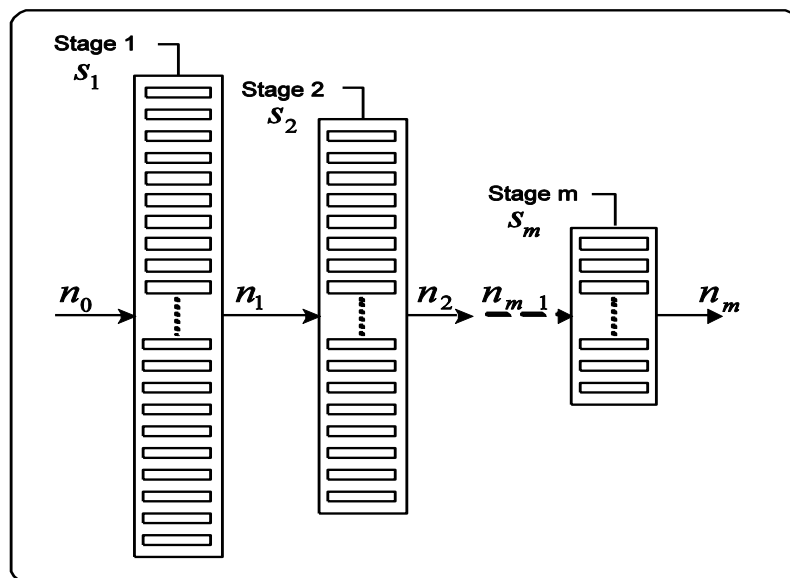 Stage 1
s₁
Stage 2
s₂
Stage m
sₘ
n₀
n₁
n₂
nₘ ₁
nₘ